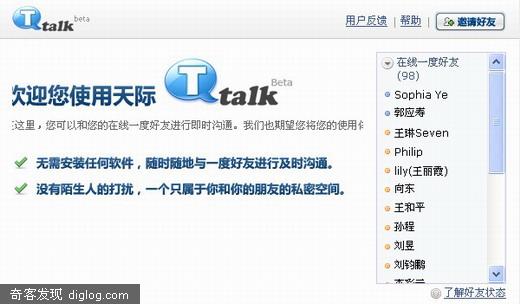 Qtalk beta
用户反馈 | 帮助 | 邀请好友
在线一度好友
(98)
Sophia Ye
郭应寿
王琳Seven
Philip
lily(王丽霞)
向东
王和平
孙程
刘昱
刘钧鹏
了解好友状态
欢迎您使用天际 Qtalk Beta
在这里，您可以和您的在线一度好友进行即时沟通。我们也期望您将您的使用
无需安装任何软件，随时随地与一度好友进行及时沟通。
没有陌生人的打扰，一个只属于你和你的朋友的私密空间。
奇客发现 diglog.com